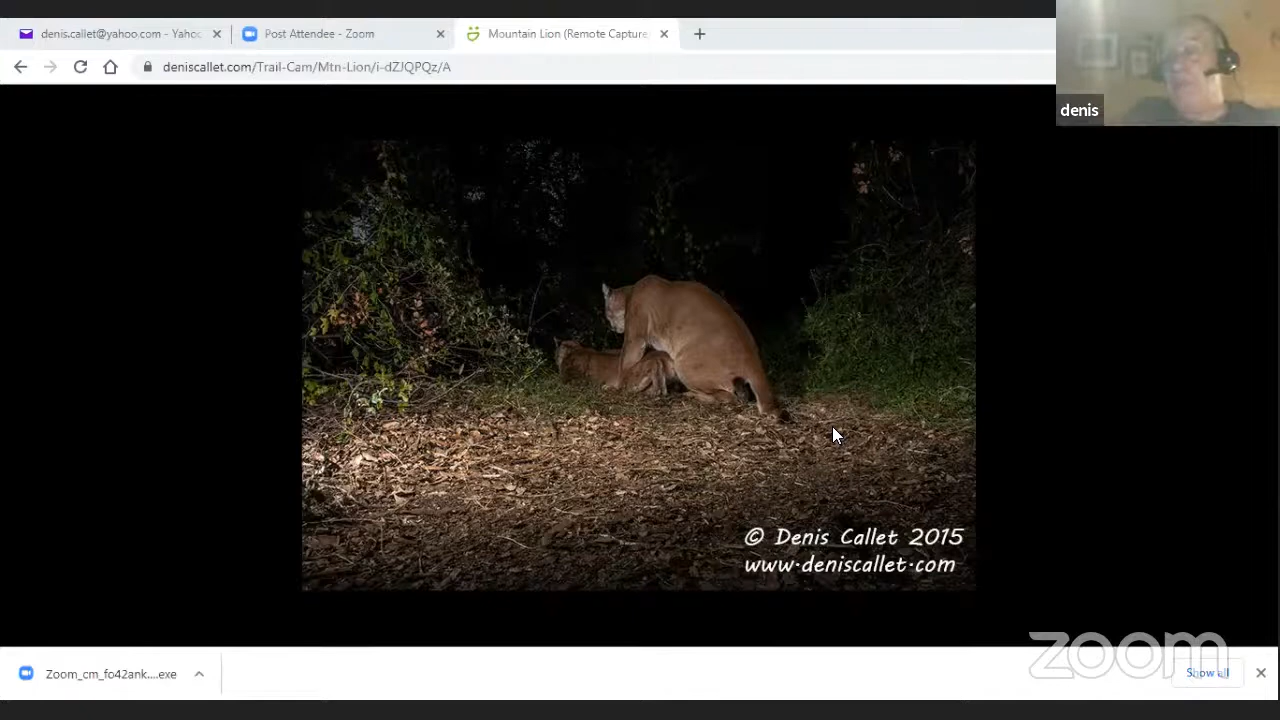 denis.callet@yahoo.com - Yahoo
Post Attendee - Zoom
Mountain Lion (Remote Capture
deniscallet.com/Trail-Cam/Mtn-Lion/i-dZJQPQz/A
denis
© Denis Callet 2015
www.deniscallet.com
zoom
Zoom_cm_fo42ank....exe
Show all